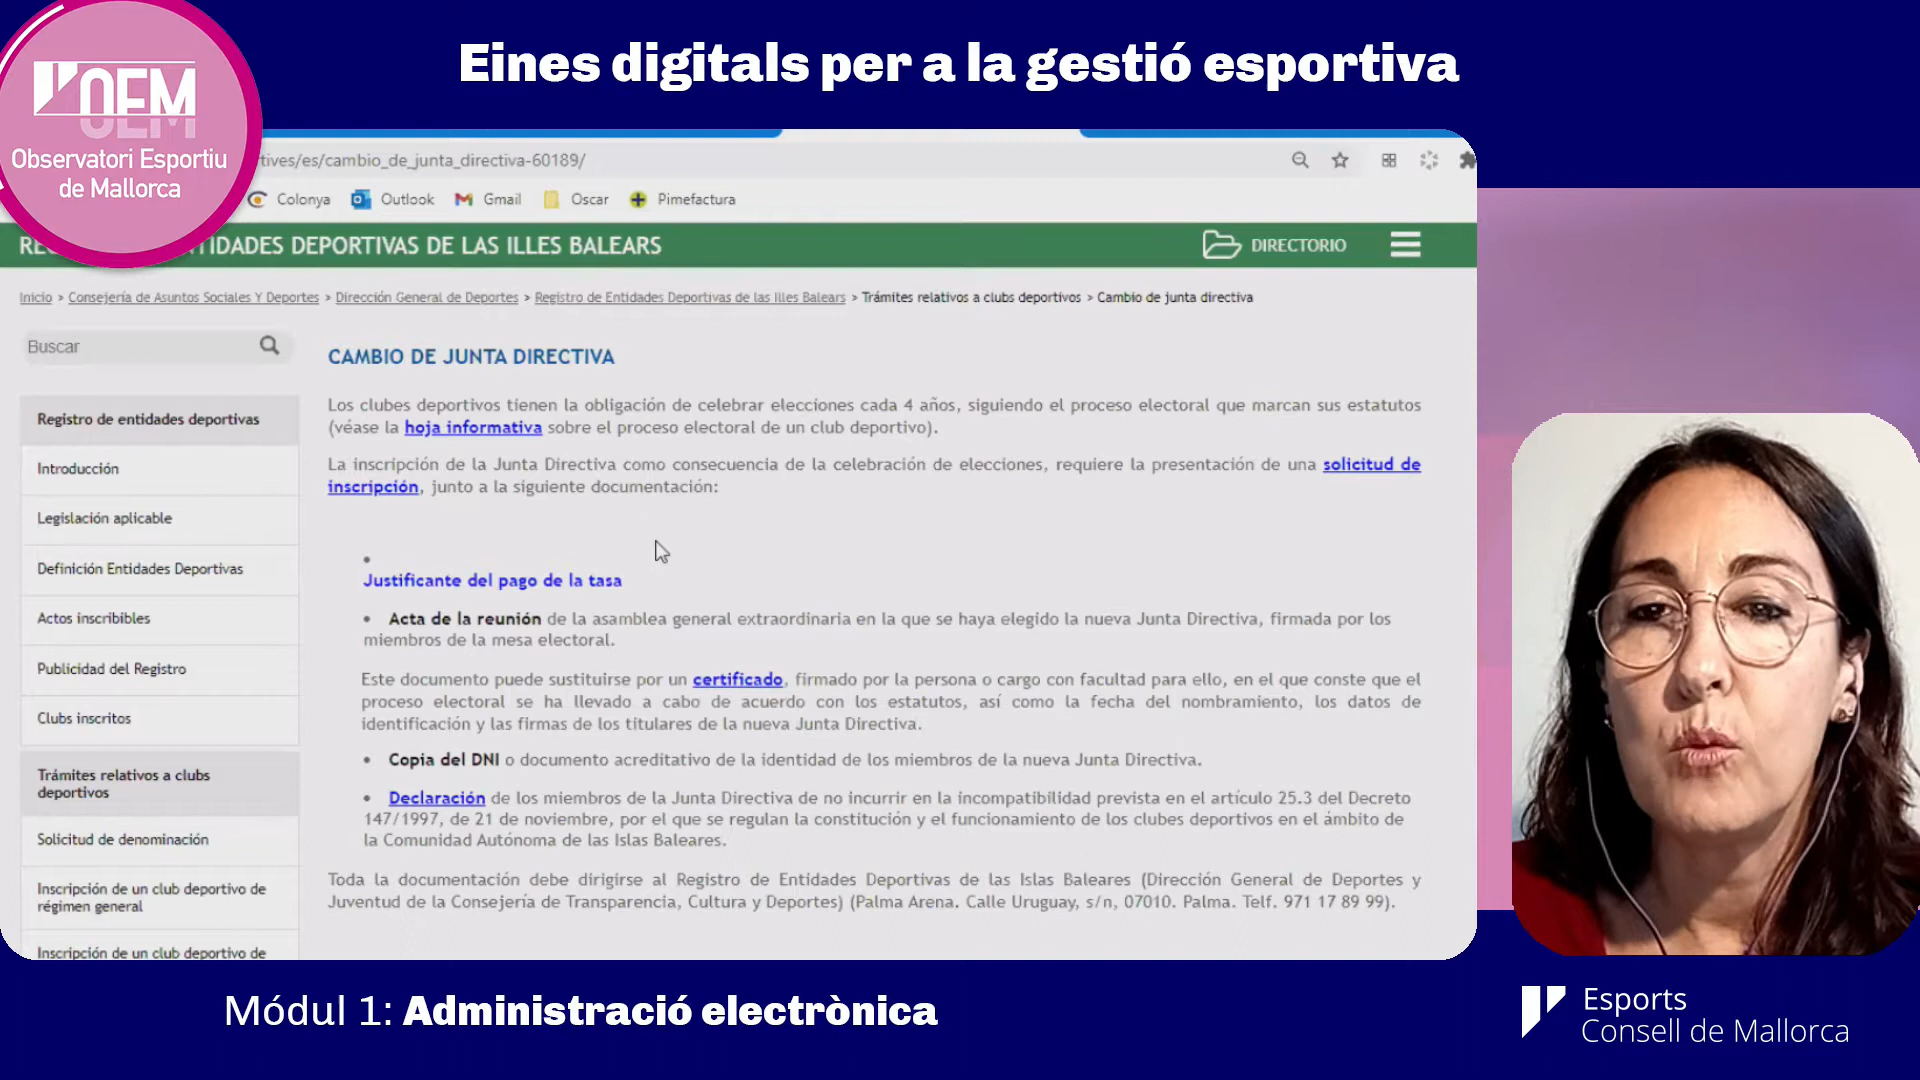 Eines digitals per a la gestió esportiva
OEM
Observatori Esportiu
de Mallorca
tives/es/cambio_de_junta_directiva-60189/
Colonya
Outlook
Gmail
Oscar
Pimefactura
RE
TIDADES DEPORTIVAS DE LAS ILLES BALEARS
DIRECTORIO
Inicio > Consejería de Asuntos Sociales Y Deportes > Dirección General de Deportes > Registro de Entidades Deportivas de las Illes Balears > Trámites relativos a clubs deportivos > Cambio de junta directiva
Buscar
Registro de entidades deportivas
Introducción
Legislación aplicable
Definición Entidades Deportivas
Actos inscribibles
Publicidad del Registro
Clubs inscritos
Trámites relativos a clubs
deportivos
Solicitud de denominación
Inscripción de un club deportivo de
régimen general
Inscripción de un club deportivo de
CAMBIO DE JUNTA DIRECTIVA
Los clubes deportivos tienen la obligación de celebrar elecciones cada 4 años, siguiendo el proceso electoral que marcan sus estatutos
(véase la hoja informativa sobre el proceso electoral de un club deportivo).
La inscripción de la Junta Directiva como consecuencia de la celebración de elecciones, requiere la presentación de una solicitud de
inscripción, junto a la siguiente documentación:
•
Justificante del pago de la tasa
• Acta de la reunión de la asamblea general extraordinaria en la que se haya elegido la nueva Junta Directiva, firmada por los
miembros de la mesa electoral.
Este documento puede sustituirse por un certificado, firmado por la persona o cargo con facultad para ello, en el que conste que el
proceso electoral se ha llevado a cabo de acuerdo con los estatutos, así como la fecha del nombramiento, los datos de
identificación y las firmas de los titulares de la nueva Junta Directiva.
• Copia del DNI o documento acreditativo de la identidad de los miembros de la nueva Junta Directiva.
• Declaración de los miembros de la Junta Directiva de no incurrir en la incompatibilidad prevista en el artículo 25.3 del Decreto
147/1997, de 21 de noviembre, por el que se regulan la constitución y el funcionamiento de los clubes deportivos en el ámbito de
la Comunidad Autónoma de las Islas Baleares.
Toda la documentación debe dirigirse al Registro de Entidades Deportivas de las Islas Baleares (Dirección General de Deportes y
Juventud de la Consejería de Transparencia, Cultura y Deportes) (Palma Arena. Calle Uruguay, s/n, 07010. Palma. Telf. 971 17 89 99).
Módul 1: Administració electrònica
Esports
Consell de Mallorca